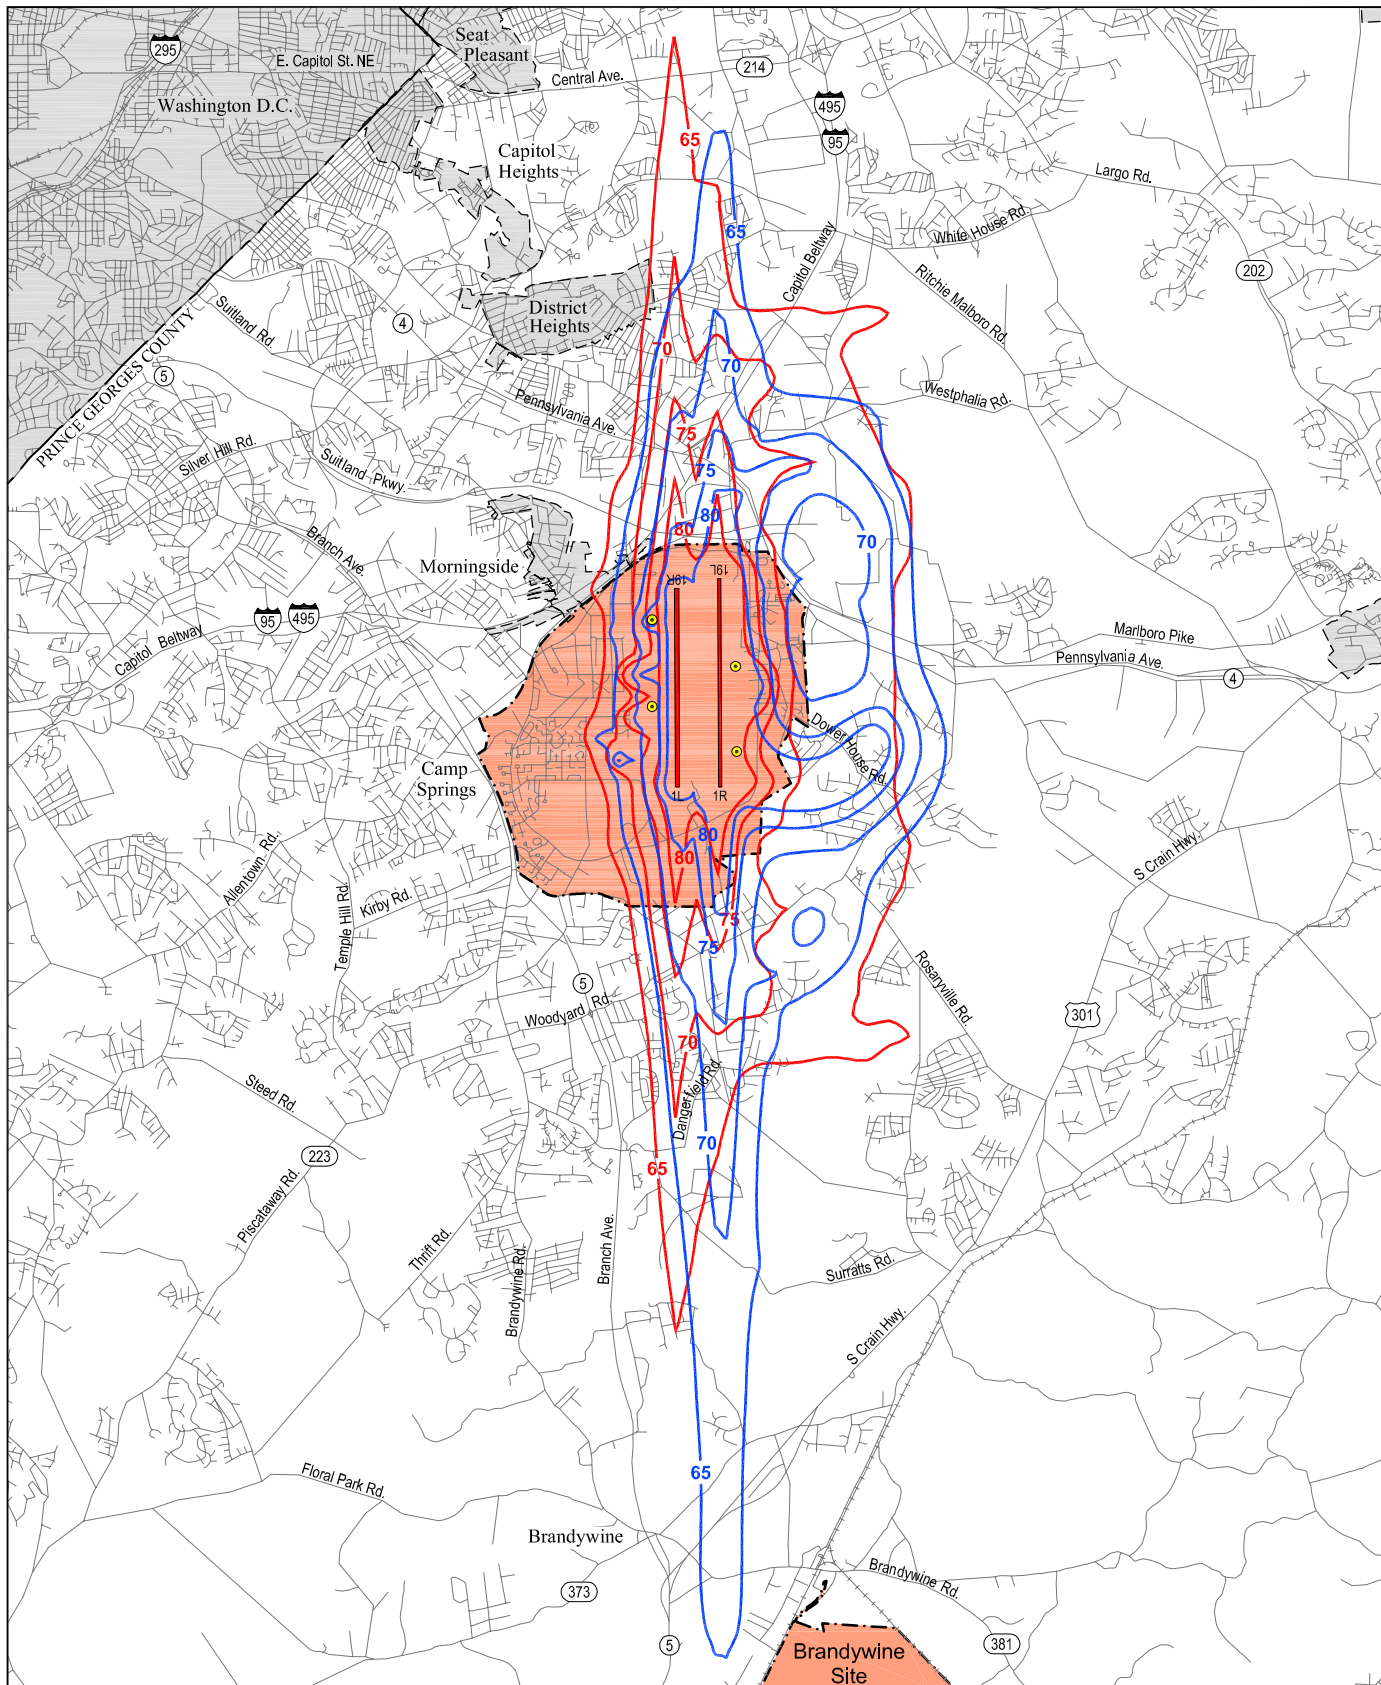 Seat
Pleasant
295
E. Capitol St. NE
Central Ave.
214
Washington D.C.
495
95
65
Capitol
Heights
Largo Rd.
65
White House Rd.
Capitol Beltway
202
Ritchie Malboro Rd.
Suitland Rd.
District
Heights
4
PRINCE GEORGES COUNTY
5
70
70
Westphalia Rd.
Pennsylvania Ave.
75
Silver Hill Rd.
Suitland Pkwy.
75
80
80
Branch Ave.
70
Morningside
19R
19L
95
495
Capitol Beltway
Marlboro Pike
Pennsylvania Ave.
4
Dower House Rd.
Camp
Springs
1L
1R
80
80
S Crain Hwy.
Allentown Rd.
Temple Hill Rd.
Kirby Rd.
75
75
Rosaryville Rd.
5
Woodyard Rd.
301
70
Dangerfield Rd.
Steed Rd.
70
223
65
Piscataway Rd.
Thrift Rd.
Brandywine Rd.
Branch Ave.
Surratts Rd.
S Crain Hwy.
65
Floral Park Rd.
Brandywine
373
Brandywine Rd.
5
381
Brandywine
Site